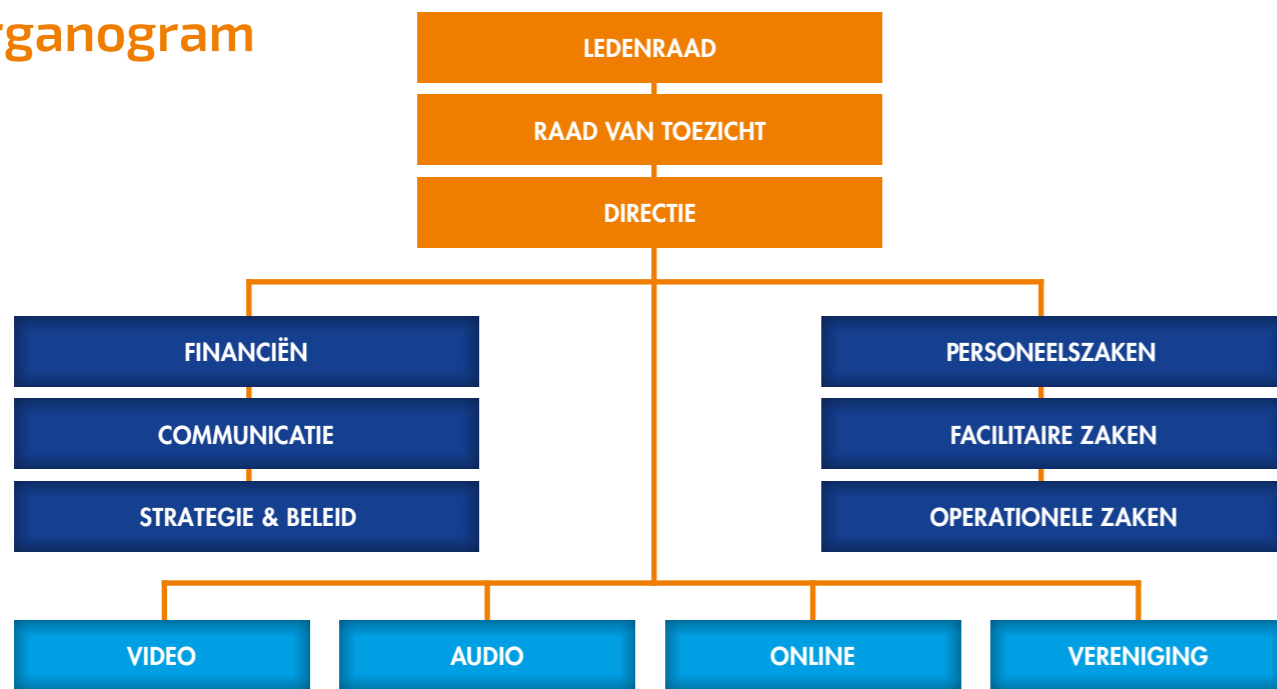 rganogram
LEDENRAAD
RAAD VAN TOEZICHT
DIRECTIE
FINANCIËN
PERSONEELSZAKEN
COMMUNICATIE
FACILITAIRE ZAKEN
STRATEGIE & BELEID
OPERATIONELE ZAKEN
VIDEO
AUDIO
ONLINE
VERENIGING